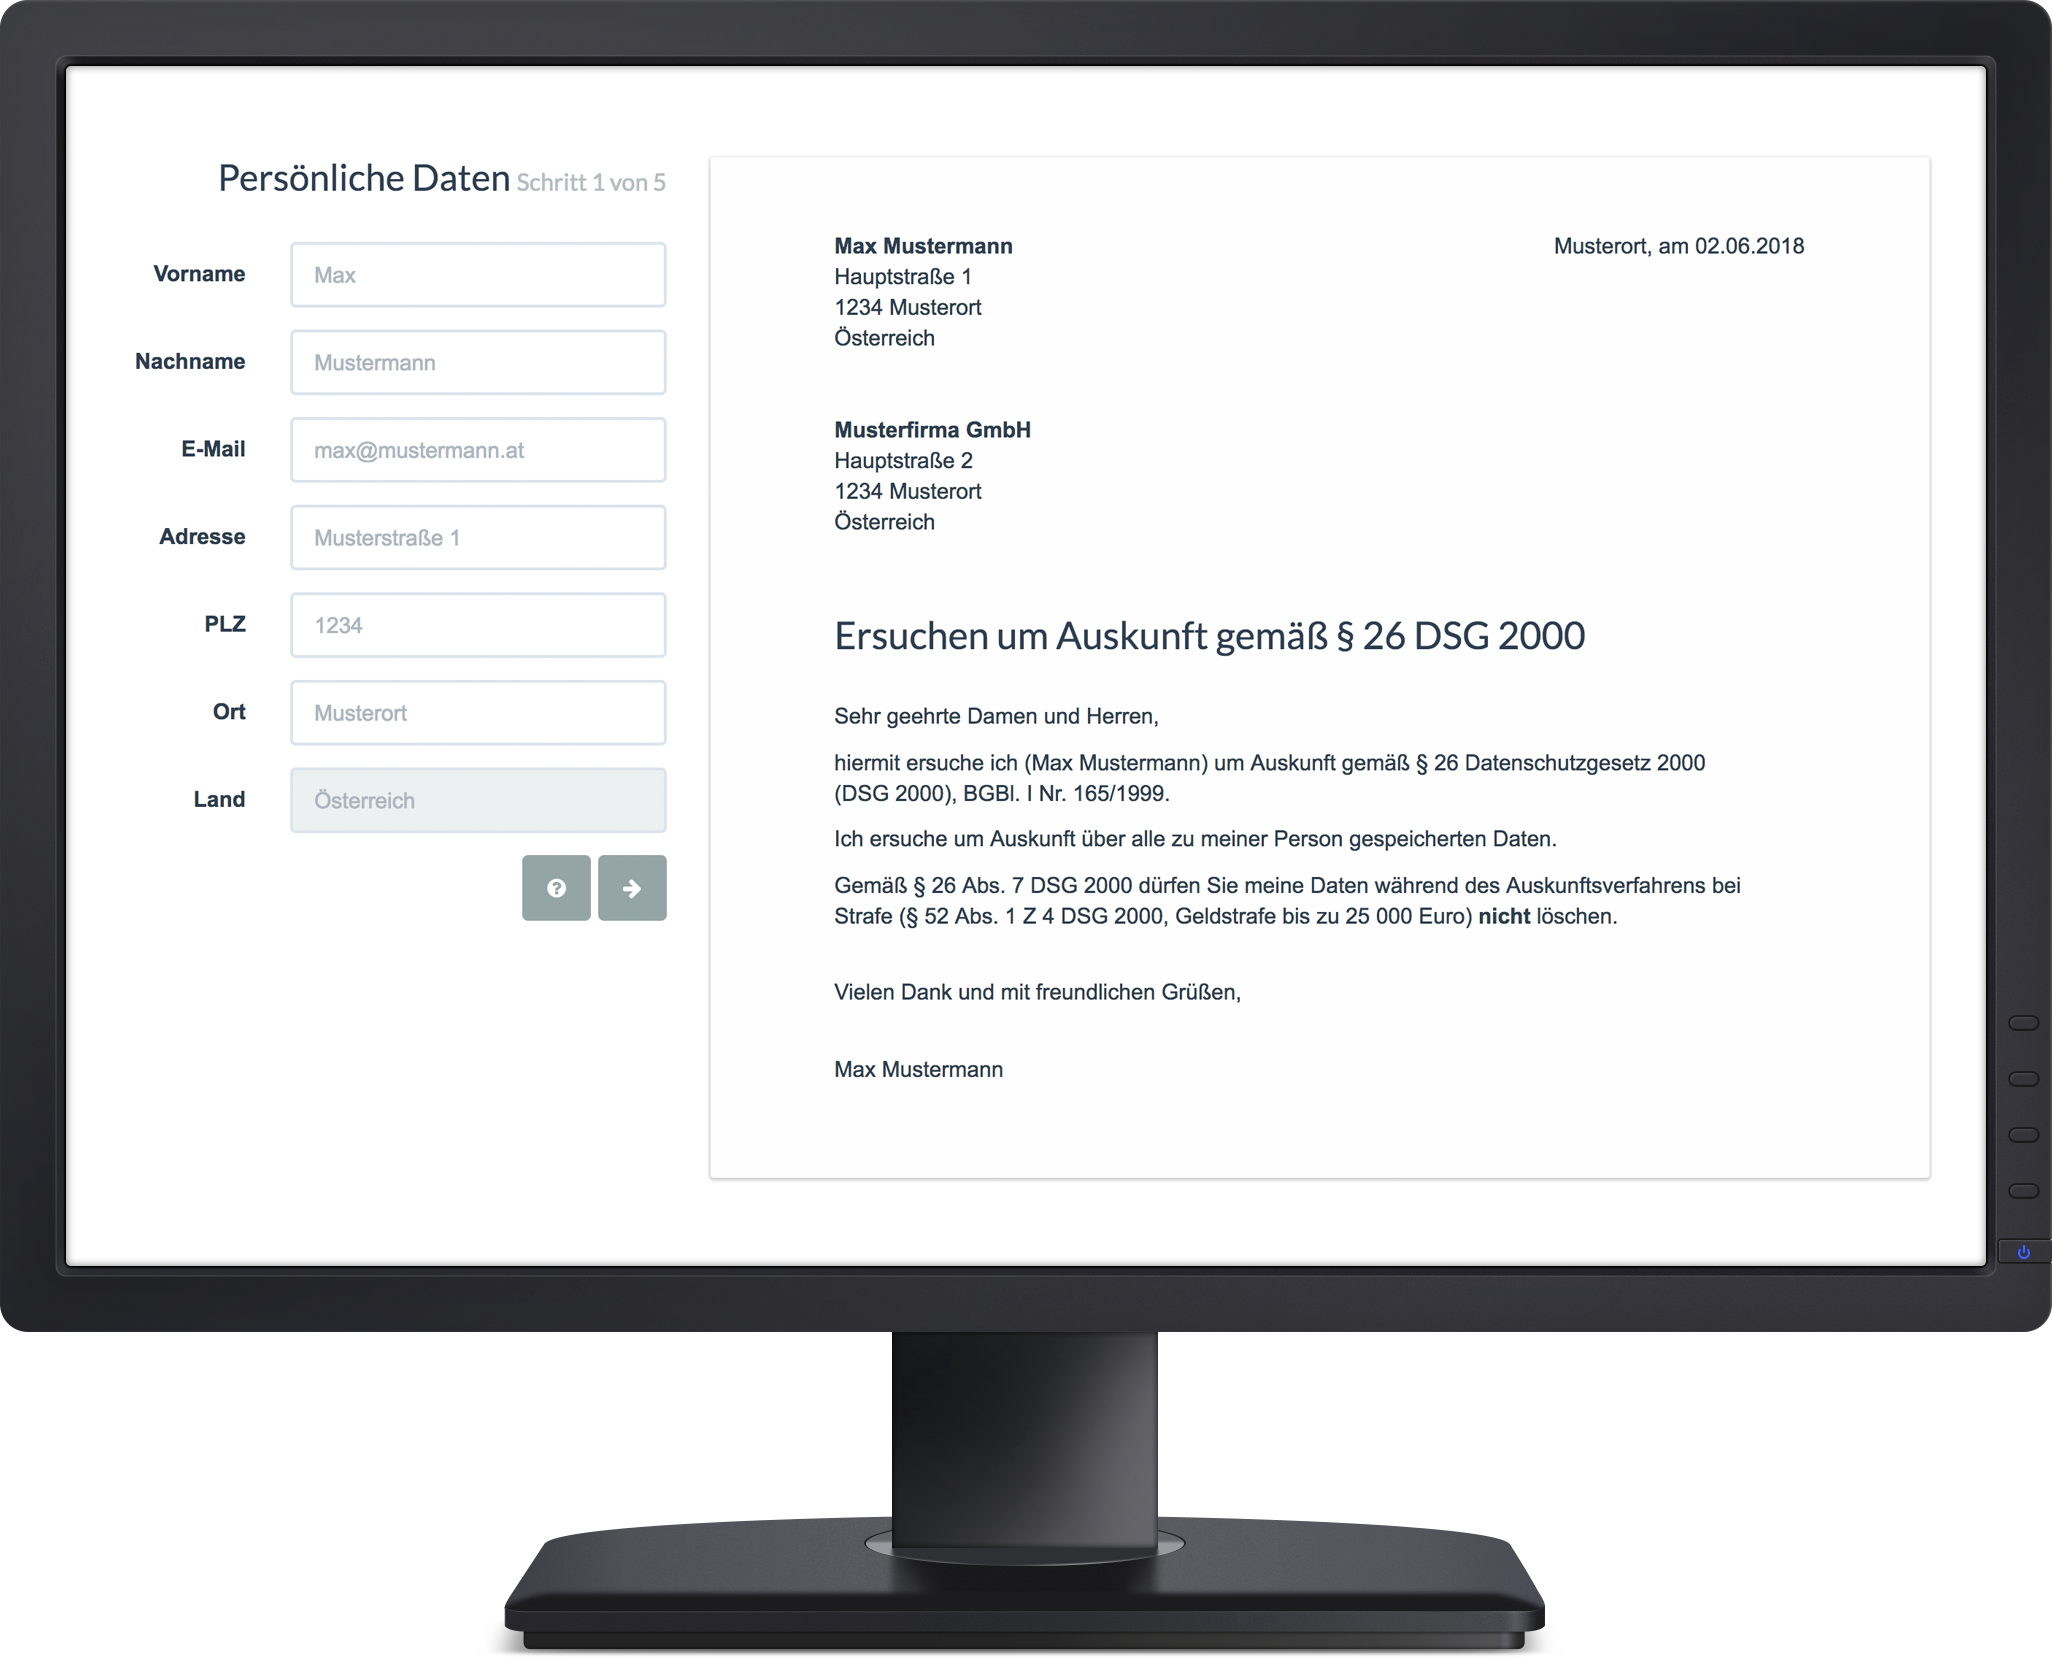 Persönliche Daten Schritt 1 von 5
Vorname Max
Nachname Mustermann
E-Mail max@mustermann.at
Adresse Musterstraße 1
PLZ 1234
Ort Musterort
Land Österreich
Max Mustermann Musterort, am 02.06.2018
Hauptstraße 1
1234 Musterort
Österreich
Musterfirma GmbH
Hauptstraße 2
1234 Musterort
Österreich
Ersuchen um Auskunft gemäß § 26 DSG 2000
Sehr geehrte Damen und Herren,
hiermit ersuche ich (Max Mustermann) um Auskunft gemäß § 26 Datenschutzgesetz 2000
(DSG 2000), BGBl. I Nr. 165/1999.
Ich ersuche um Auskunft über alle zu meiner Person gespeicherten Daten.
Gemäß § 26 Abs. 7 DSG 2000 dürfen Sie meine Daten während des Auskunftsverfahrens bei
Strafe (§ 52 Abs. 1 Z 4 DSG 2000, Geldstrafe bis zu 25 000 Euro) nicht löschen.
Vielen Dank und mit freundlichen Grüßen,
Max Mustermann